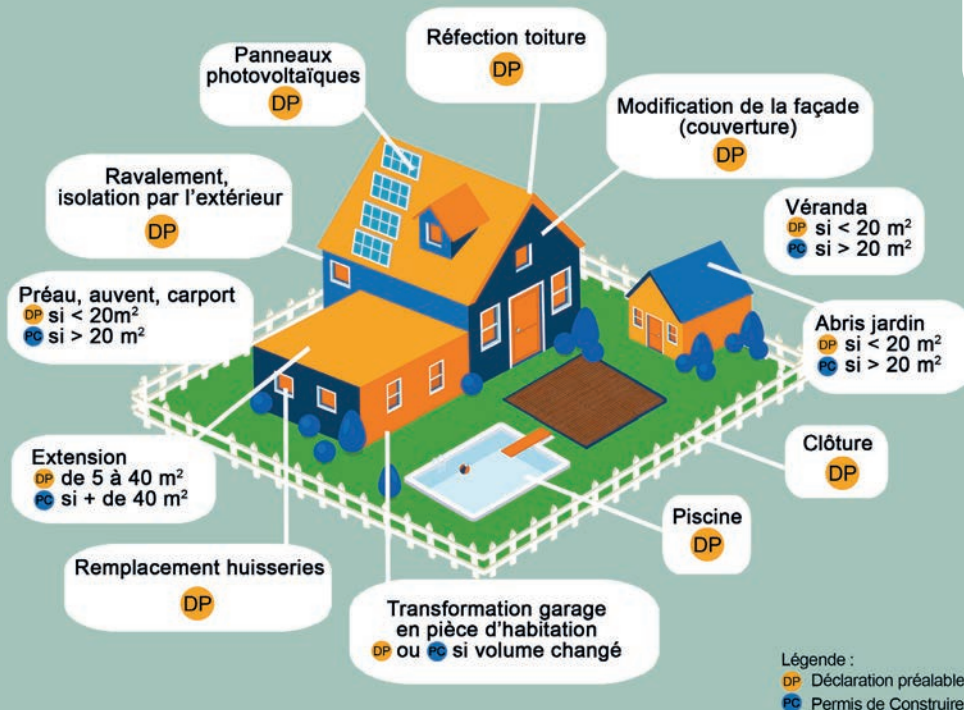 Réfection toiture
DP
Panneaux
photovoltaïques
DP
Modification de la façade
(couverture)
DP
Ravalement,
isolation par l'extérieur
DP
Véranda
DP si < 20 m²
PC si > 20 m²
Préau, auvent, carport
DP si < 20m²
PC si > 20 m²
Abris jardin
DP si < 20 m²
PC si > 20 m²
Extension
DP de 5 à 40 m²
PC si + de 40 m²
Clôture
DP
Piscine
DP
Remplacement huisseries
DP
Transformation garage
en pièce d'habitation
DP ou PC si volume changé
Légende :
DP Déclaration préalable
PC Permis de Construire